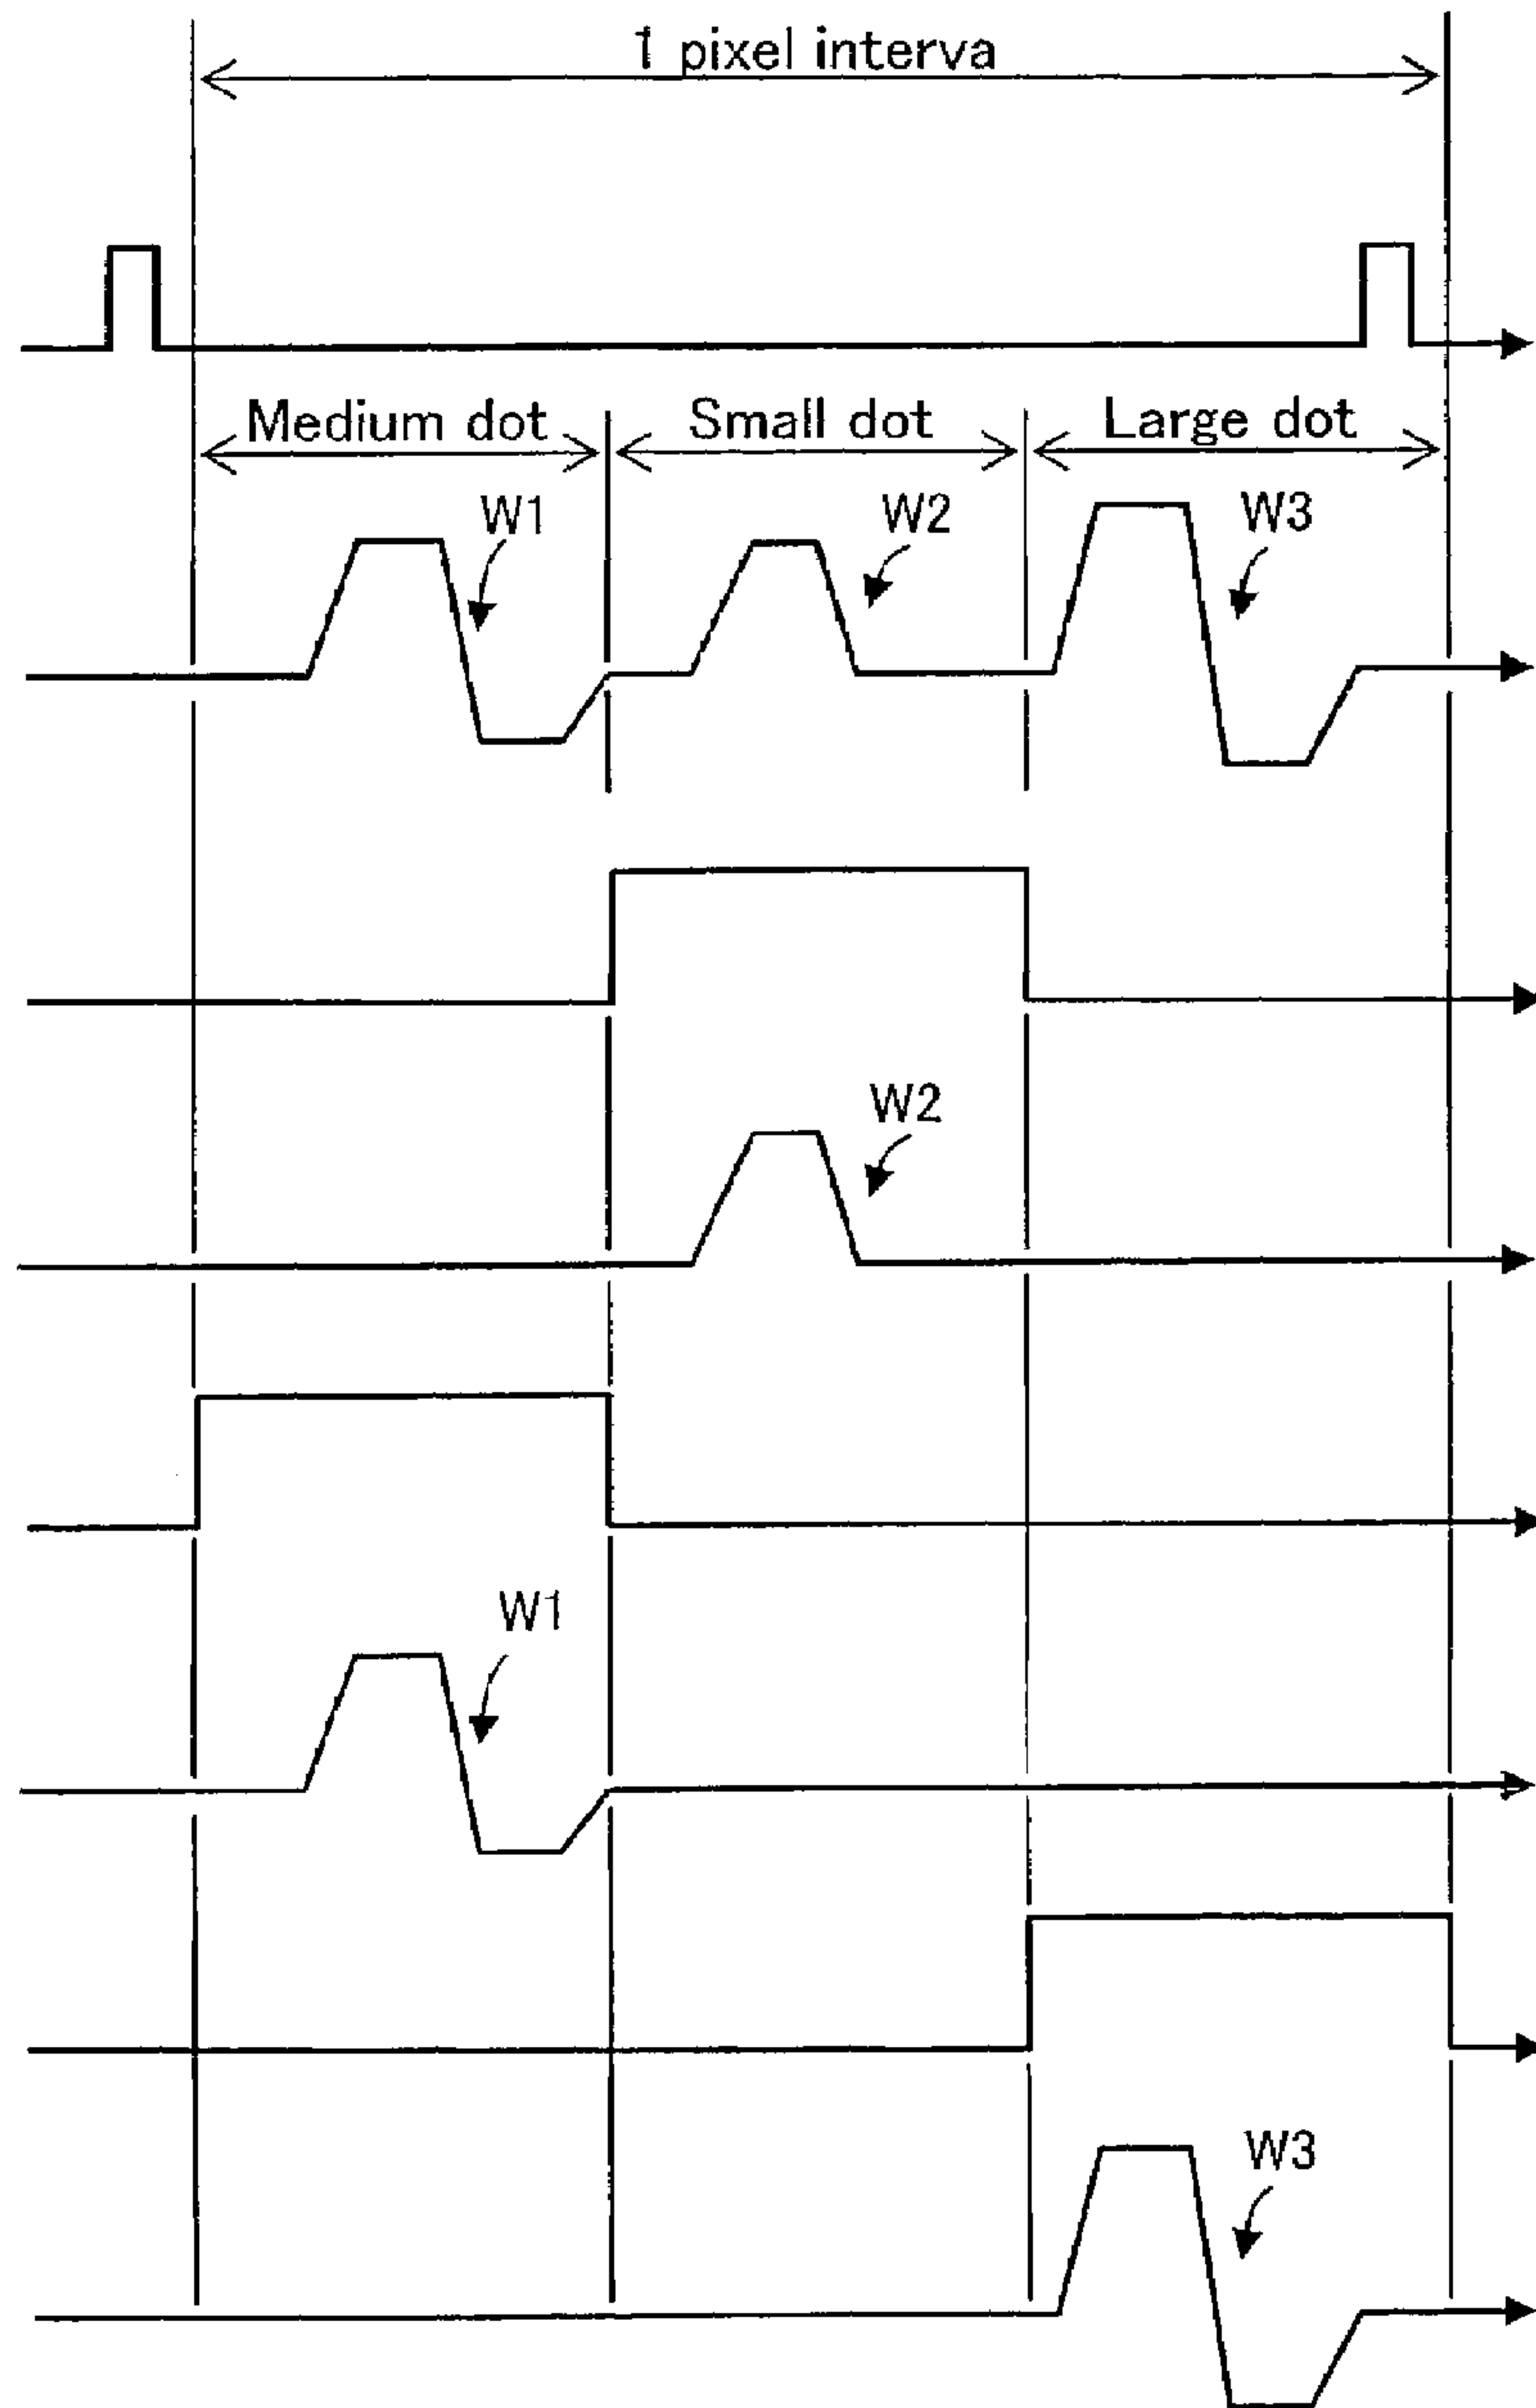 1 pixel interva
Medium dot
Small dot
Large dot
W1
W2
W3
W2
W1
W3